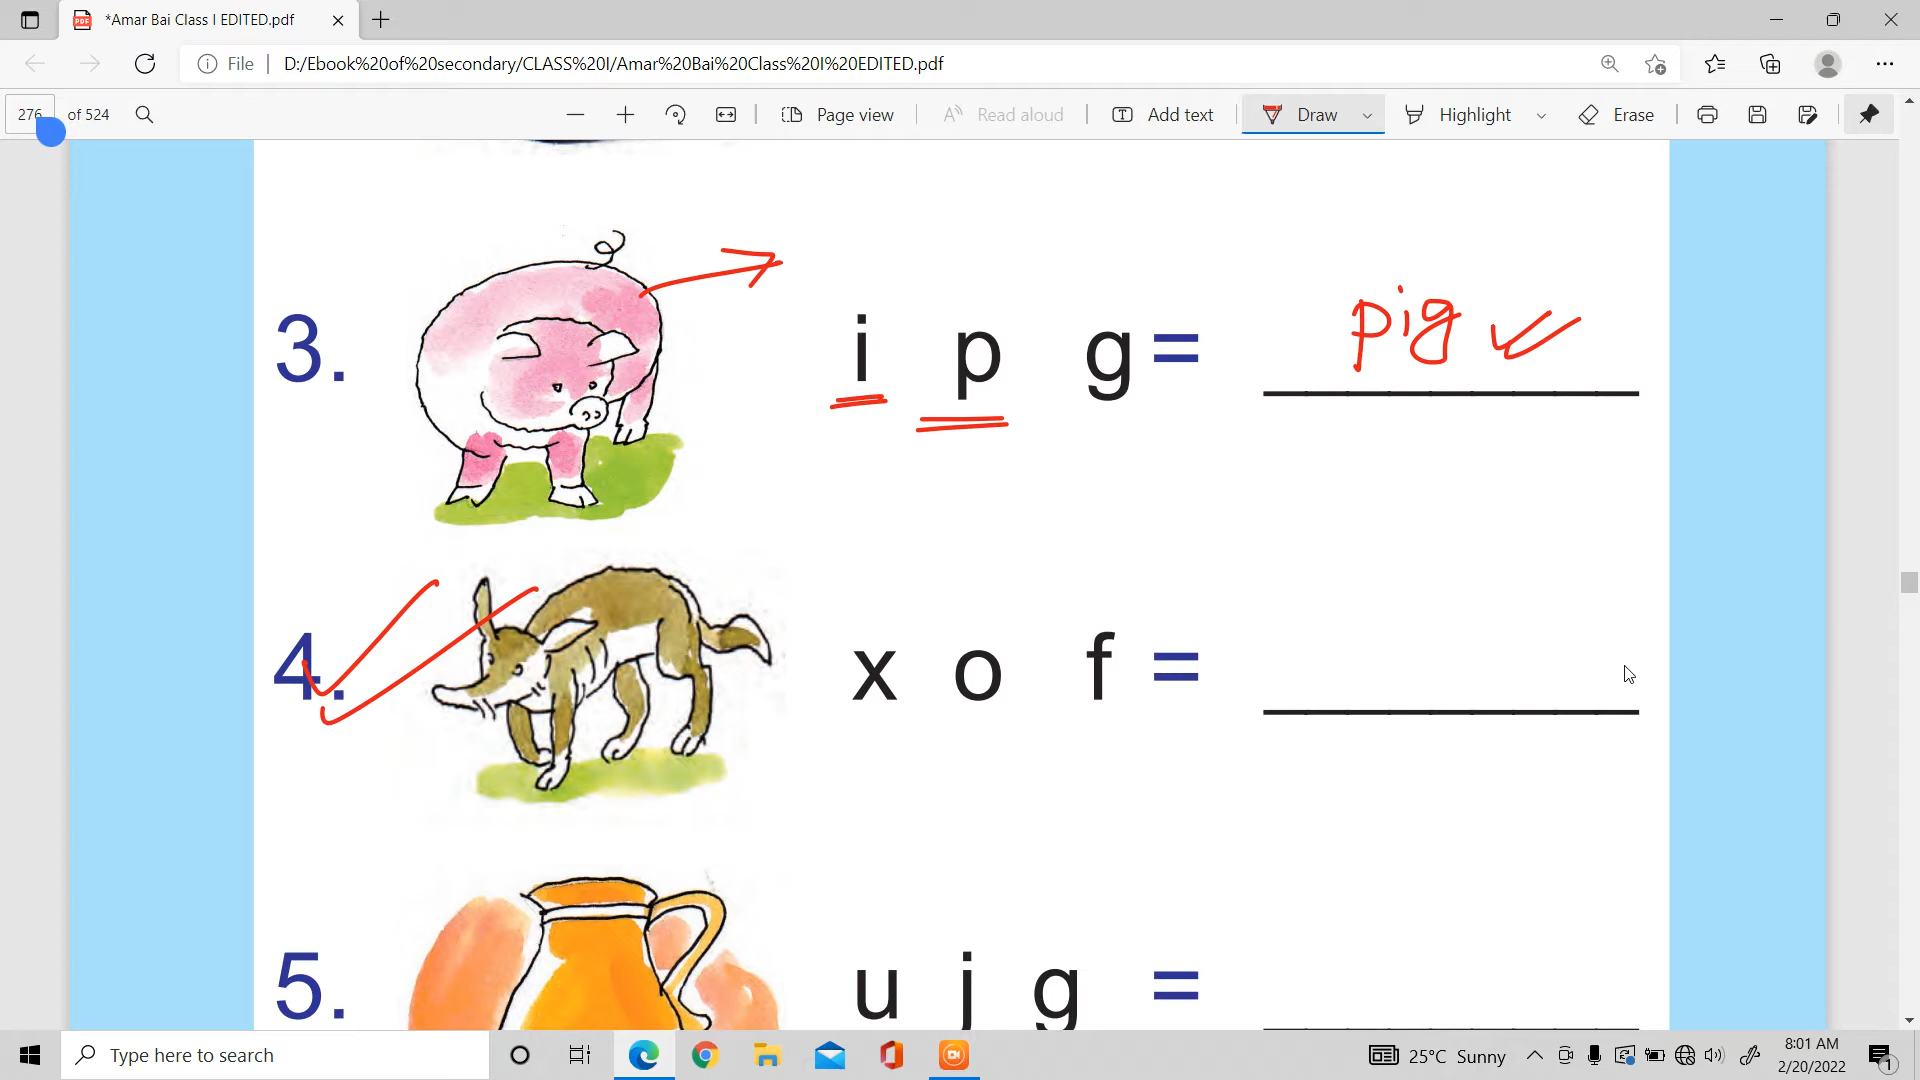 *Amar Bai Class I EDITED.pdf
File D:/Ebook%20of%20secondary/CLASS%20I/Amar%20Bai%20Class%20I%20EDITED.pdf
276 of 524 Page view Read aloud Add text Draw Highlight Erase
3. i p g = pig
4. x o f =
5. u j g =
Type here to search 25°C Sunny 8:01 AM
2/20/2022 1